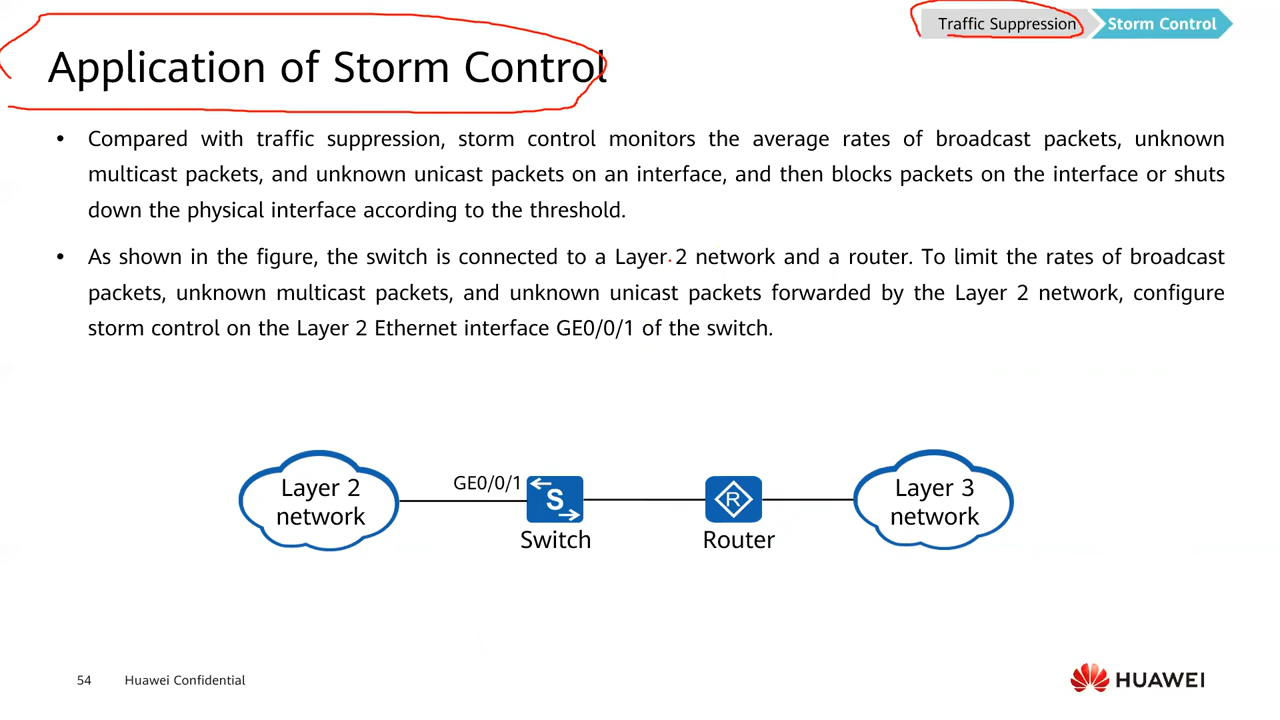 Traffic Suppression
Storm Control
Application of Storm Control
• Compared with traffic suppression, storm control monitors the average rates of broadcast packets, unknown
multicast packets, and unknown unicast packets on an interface, and then blocks packets on the interface or shuts
down the physical interface according to the threshold.
• As shown in the figure, the switch is connected to a Layer 2 network and a router. To limit the rates of broadcast
packets, unknown multicast packets, and unknown unicast packets forwarded by the Layer 2 network, configure
storm control on the Layer 2 Ethernet interface GE0/0/1 of the switch.
Layer 2
network
GE0/0/1
S
Switch
R
Router
Layer 3
network
54
Huawei Confidential
HUAWEI